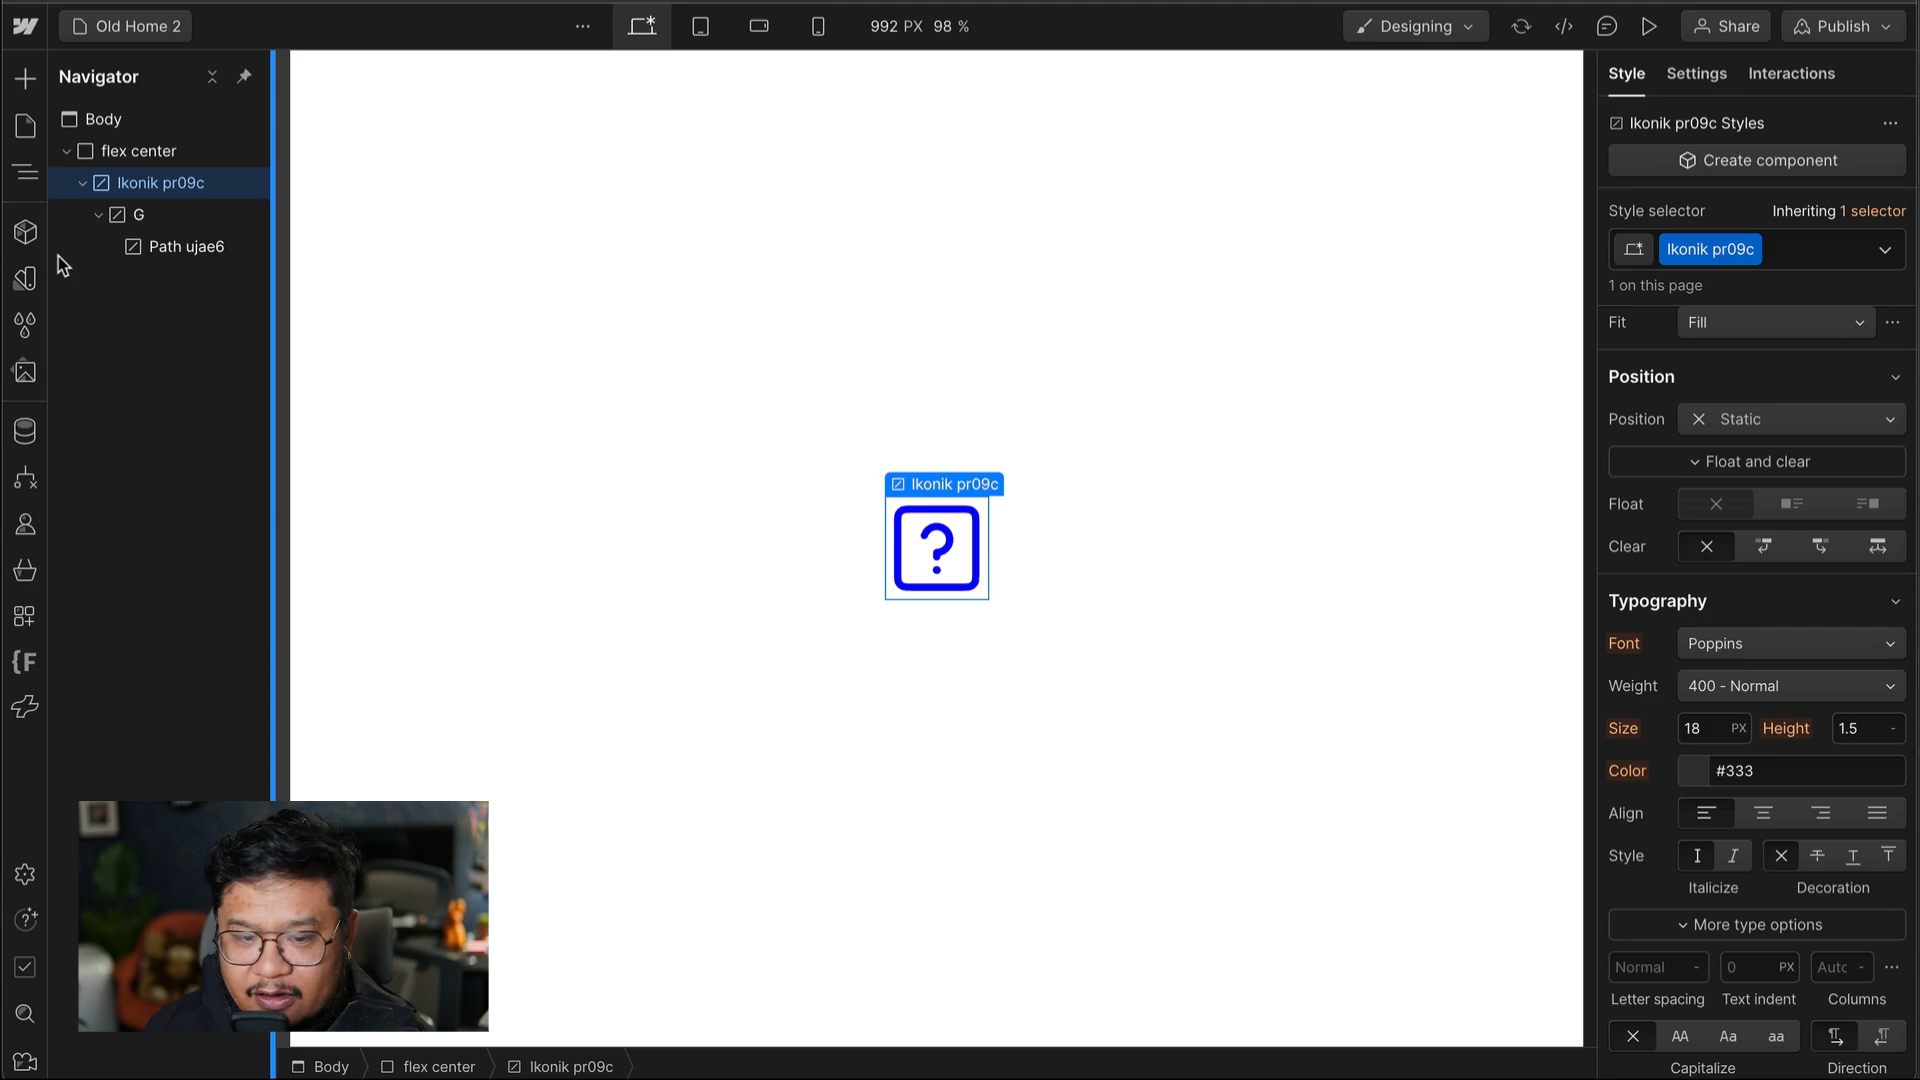 Old Home 2
992 PX 98 %
Designing
Share
Publish
Navigator
Body
flex center
Ikonik pr09c
G
Path ujae6
Ikonik pr09c
?
Body
flex center
Ikonik pr09c
Style Settings Interactions
Ikonik pr09c Styles
Create component
Style selector Inheriting 1 selector
Ikonik pr09c
1 on this page
Fit Fill
Position
Position Static
Float and clear
Float
Clear
Typography
Font Poppins
Weight 400 - Normal
Size 18 PX Height 1.5 -
Color #333
Align
Style
Italicize Decoration
More type options
Normal - 0 PX Auto -
Letter spacing Text indent Columns
AA Aa aa
Capitalize Direction